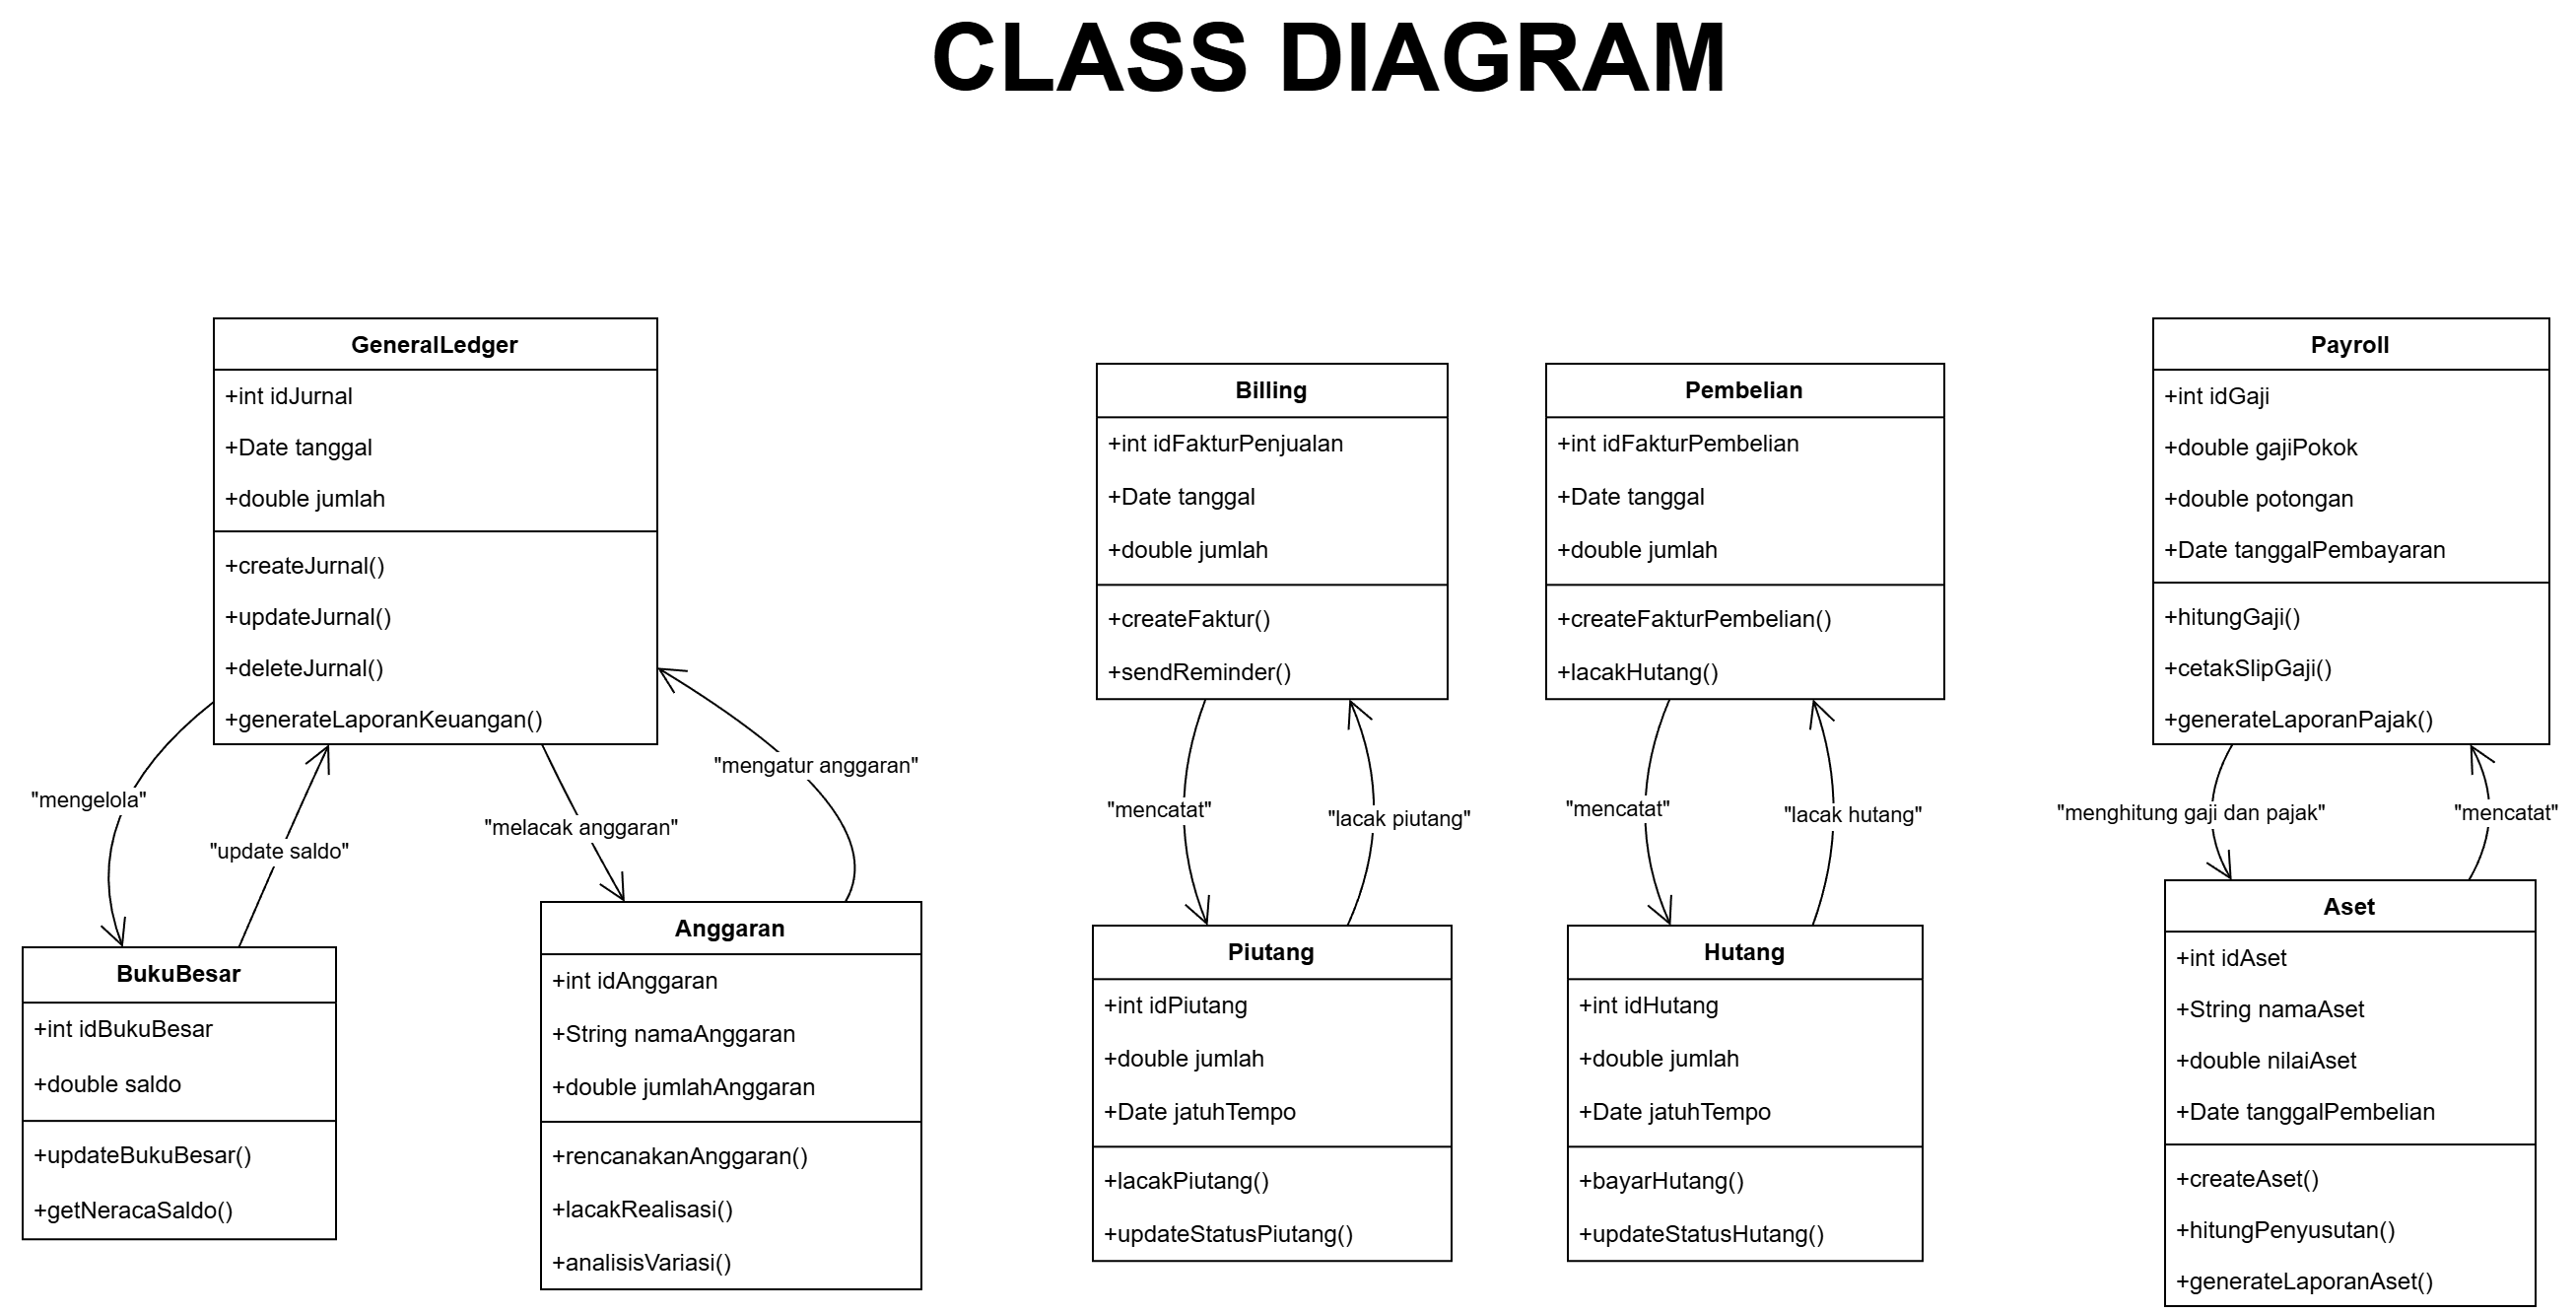 CLASS DIAGRAM
GeneralLedger
+int idJurnal
+Date tanggal
+double jumlah
+createJurnal()
+updateJurnal()
+deleteJurnal()
+generateLaporanKeuangan()
"mengelola"
"update saldo"
"melacak anggaran"
"mengatur anggaran"
BukuBesar
+int idBukuBesar
+double saldo
+updateBukuBesar()
+getNeracaSaldo()
Anggaran
+int idAnggaran
+String namaAnggaran
+double jumlahAnggaran
+rencanakanAnggaran()
+lacakRealisasi()
+analisisVariasi()
Billing
+int idFakturPenjualan
+Date tanggal
+double jumlah
+createFaktur()
+sendReminder()
"mencatat"
"lacak piutang"
Piutang
+int idPiutang
+double jumlah
+Date jatuhTempo
+lacakPiutang()
+updateStatusPiutang()
Pembelian
+int idFakturPembelian
+Date tanggal
+double jumlah
+createFakturPembelian()
+lacakHutang()
"mencatat"
"lacak hutang"
Hutang
+int idHutang
+double jumlah
+Date jatuhTempo
+bayarHutang()
+updateStatusHutang()
Payroll
+int idGaji
+double gajiPokok
+double potongan
+Date tanggalPembayaran
+hitungGaji()
+cetakSlipGaji()
+generateLaporanPajak()
"menghitung gaji dan pajak"
"mencatat"
Aset
+int idAset
+String namaAset
+double nilaiAset
+Date tanggalPembelian
+createAset()
+hitungPenyusutan()
+generateLaporanAset()